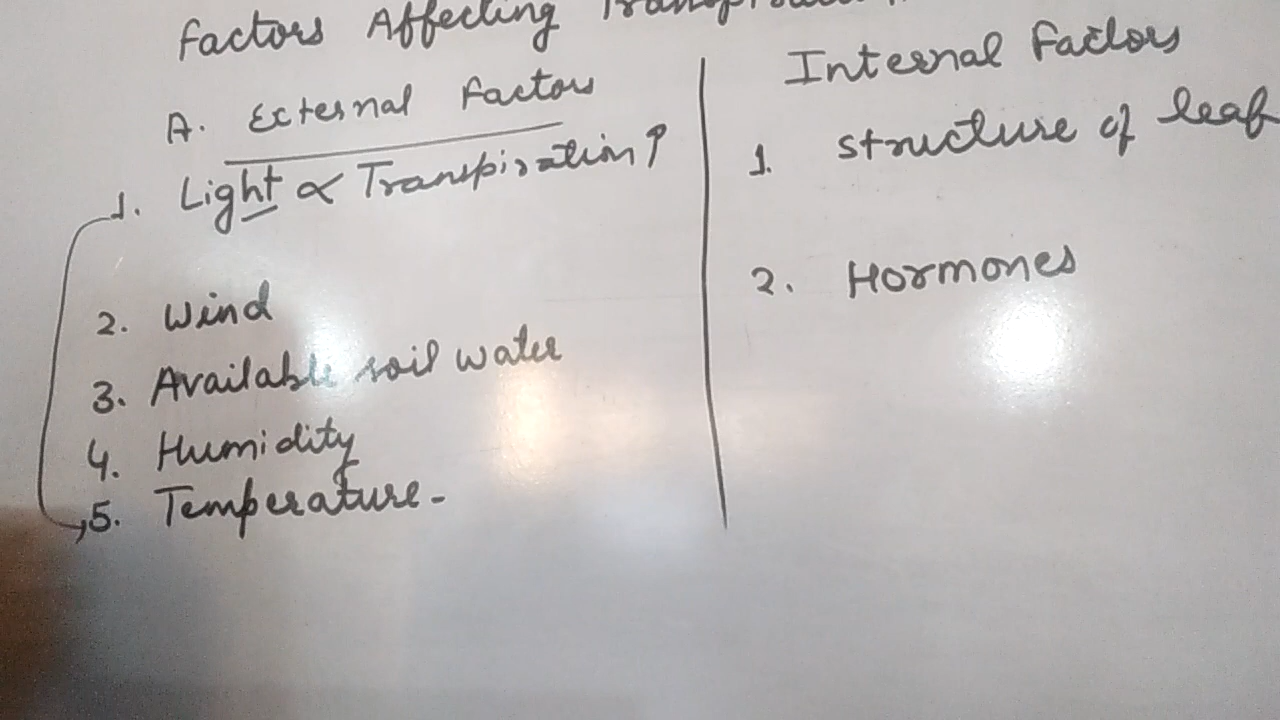 Factors Affecting Transpiration
A. External Factors
1. Light ∝ Transpiration ↑
2. Wind
3. Available soil water
4. Humidity
5. Temperature -
Internal Factors
1. Structure of leaf
2. Hormones